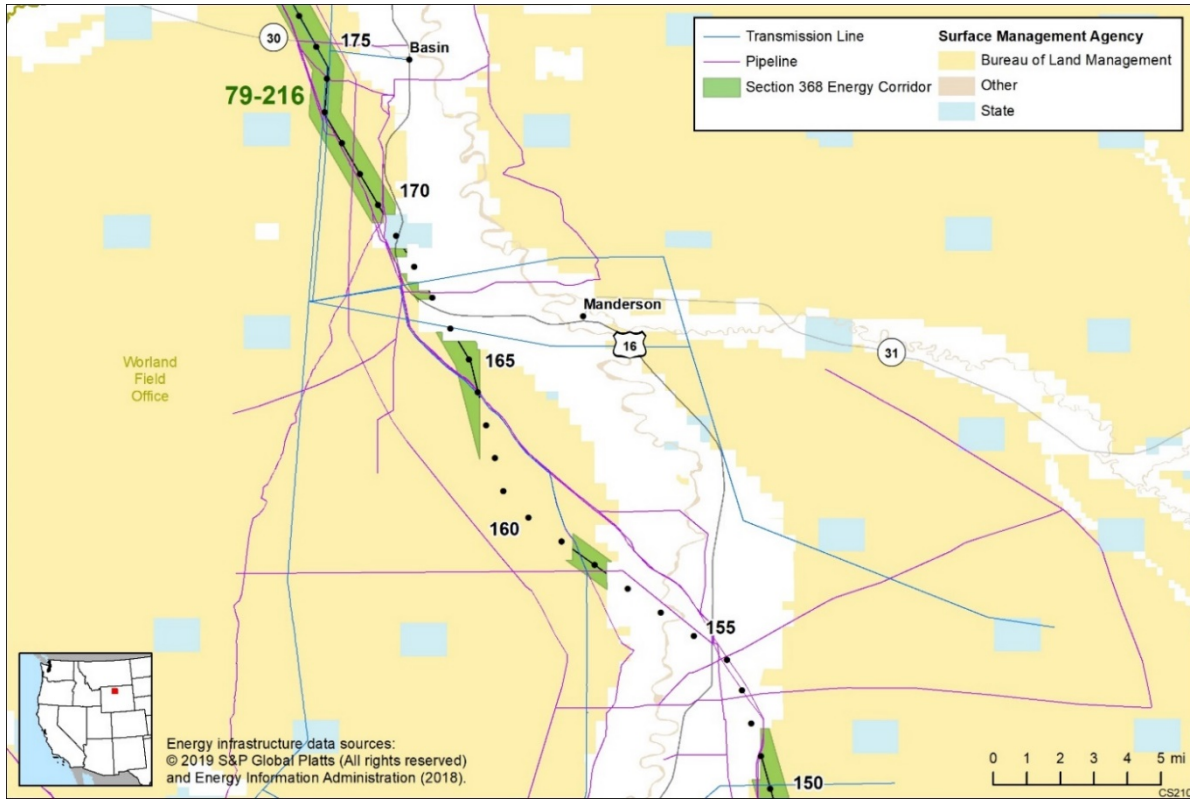 30
175
Basin
79-216
170
Manderson
16
31
165
Worland
Field
Office
160
155
150
Transmission Line
Pipeline
Section 368 Energy Corridor
Surface Management Agency
Bureau of Land Management
Other
State
Energy infrastructure data sources:
© 2019 S&P Global Platts (All rights reserved)
and Energy Information Administration (2018).
0 1 2 3 4 5 mi
CS210